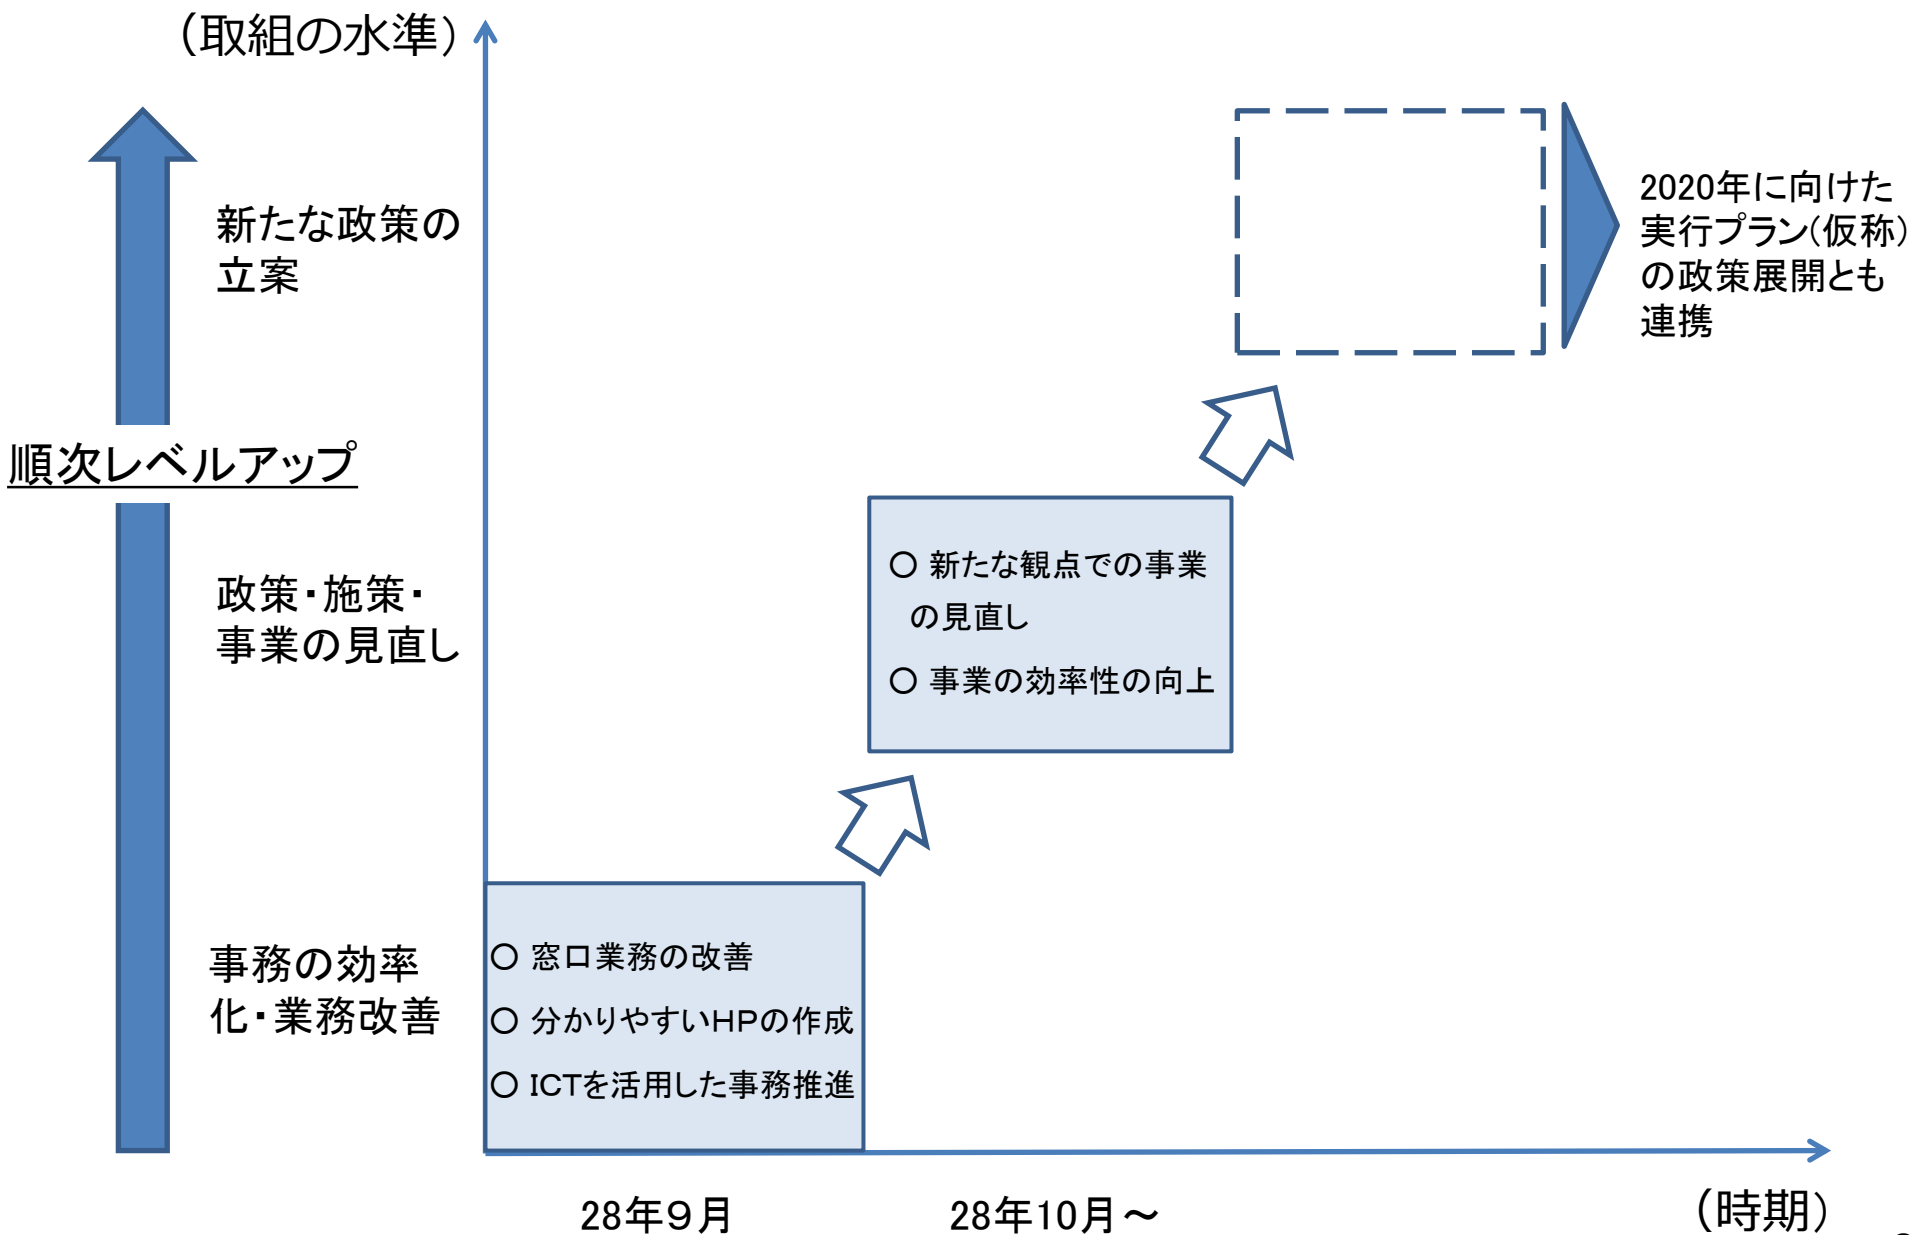 （取組の水準）
新たな政策の
立案
2020年に向けた
実行プラン(仮称)
の政策展開とも
連携
順次レベルアップ
政策・施策・
事業の見直し
○ 新たな観点での事業
の見直し
○ 事業の効率性の向上
事務の効率
化・業務改善
○ 窓口業務の改善
○ 分かりやすいHPの作成
○ ICTを活用した事務推進
28年９月
28年10月～
（時期）